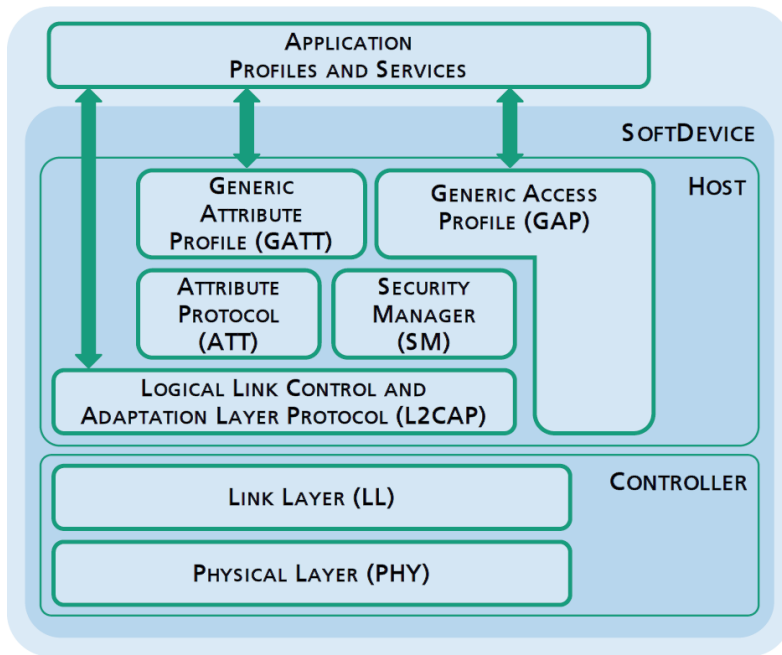 APPLICATION
PROFILES AND SERVICES
SOFTDEVICE
HOST
GENERIC
ATTRIBUTE
PROFILE (GATT)
GENERIC ACCESS
PROFILE (GAP)
ATTRIBUTE
PROTOCOL
(ATT)
SECURITY
MANAGER
(SM)
LOGICAL LINK CONTROL AND
ADAPTATION LAYER PROTOCOL (L2CAP)
CONTROLLER
LINK LAYER (LL)
PHYSICAL LAYER (PHY)